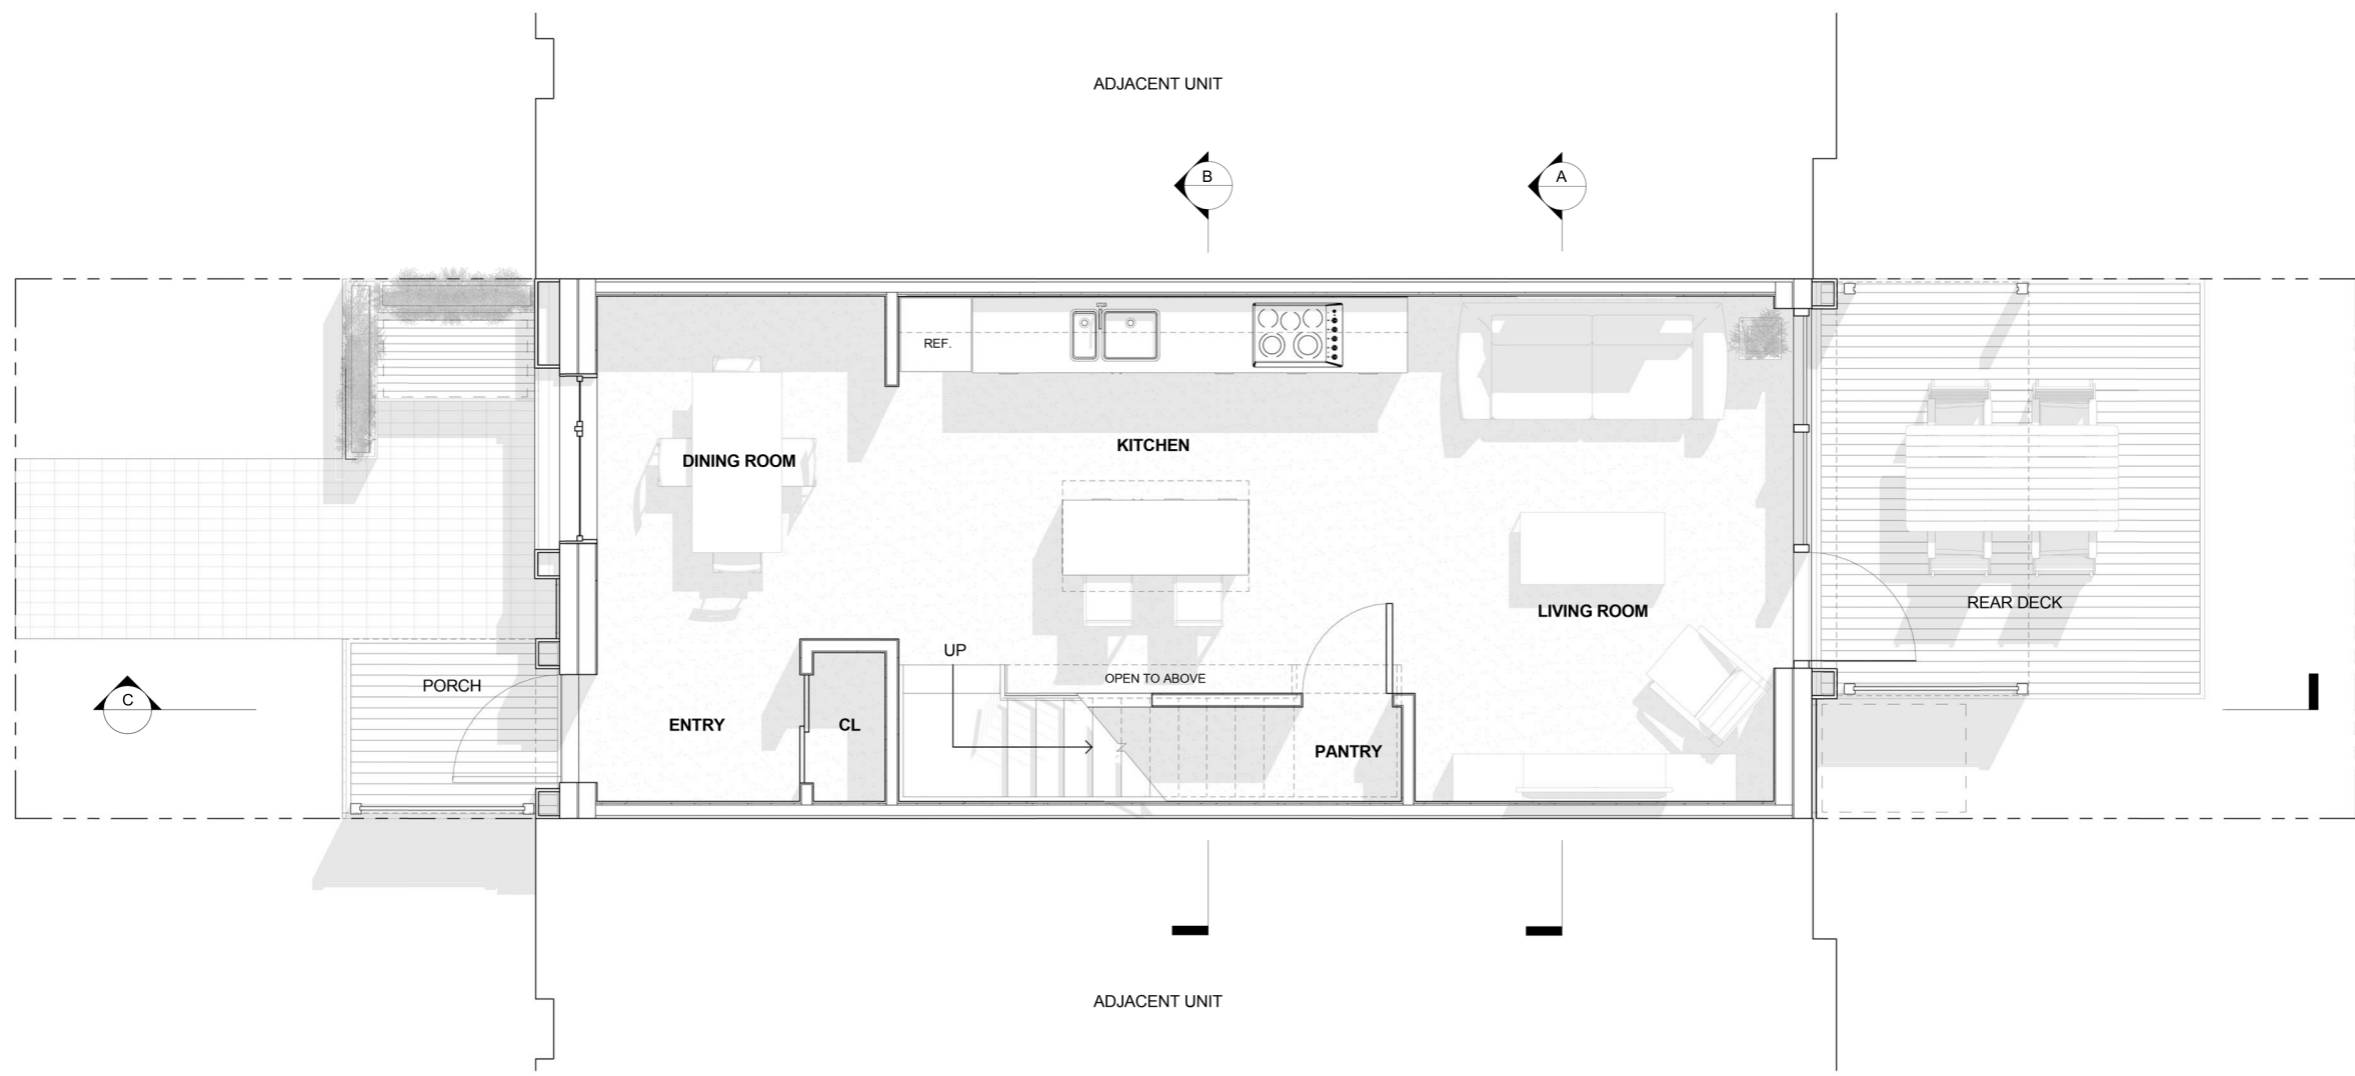 ADJACENT UNIT
B
A
REF.
KITCHEN
DINING ROOM
REAR DECK
LIVING ROOM
UP
OPEN TO ABOVE
PORCH
C
ENTRY
CL
PANTRY
ADJACENT UNIT